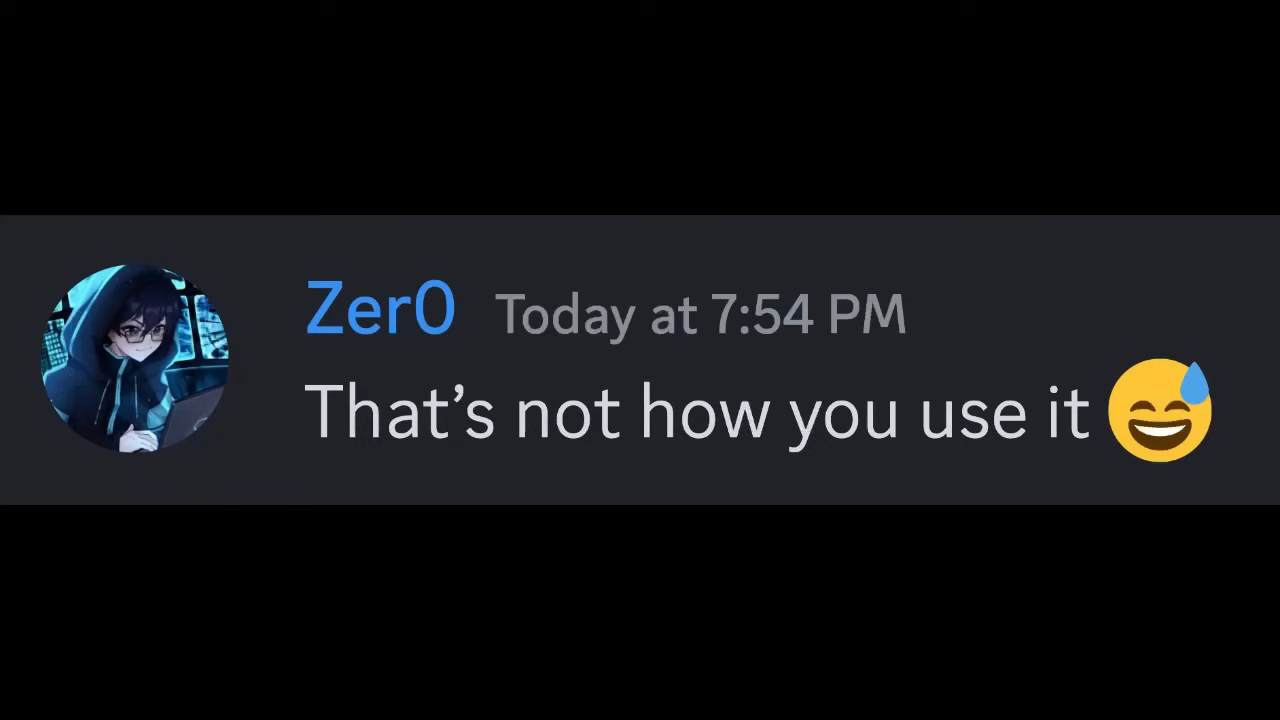 Zer0 Today at 7:54 PM
That’s not how you use it 😅